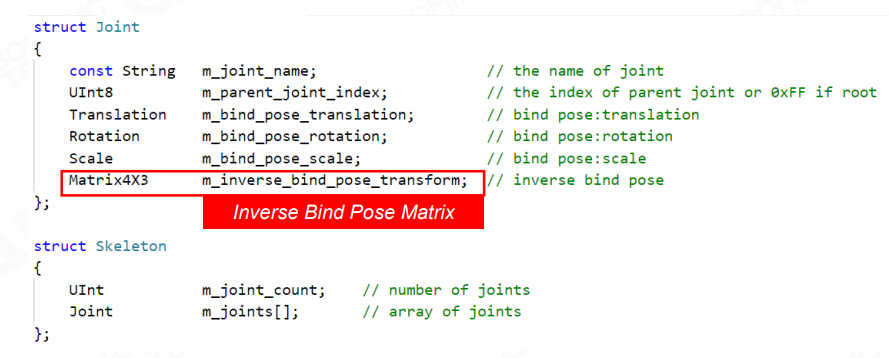 struct Joint
{
const String m_joint_name; // the name of joint
UInt8 m_parent_joint_index; // the index of parent joint or 0xFF if root
Translation m_bind_pose_translation; // bind pose:translation
Rotation m_bind_pose_rotation; // bind pose:rotation
Scale m_bind_pose_scale; // bind pose:scale
Matrix4X3 m_inverse_bind_pose_transform; // inverse bind pose
};
Inverse Bind Pose Matrix
struct Skeleton
{
UInt m_joint_count; // number of joints
Joint m_joints[]; // array of joints
};